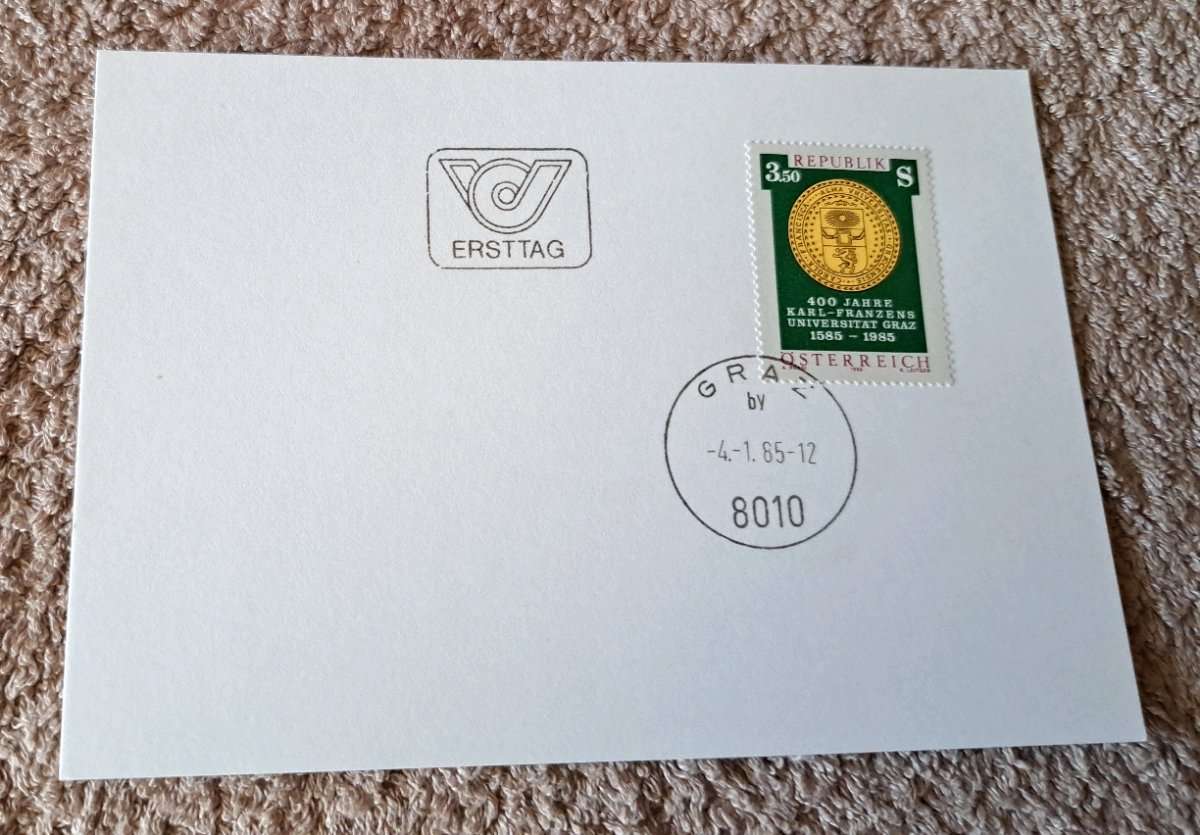 ERSTTAG
REPUBLIK
3.50 S
400 JAHRE
KARL-FRANZENS
UNIVERSITÄT GRAZ
1585 - 1985
ÖSTERREICH
GRAZ
by
-4.-1.85-12
8010